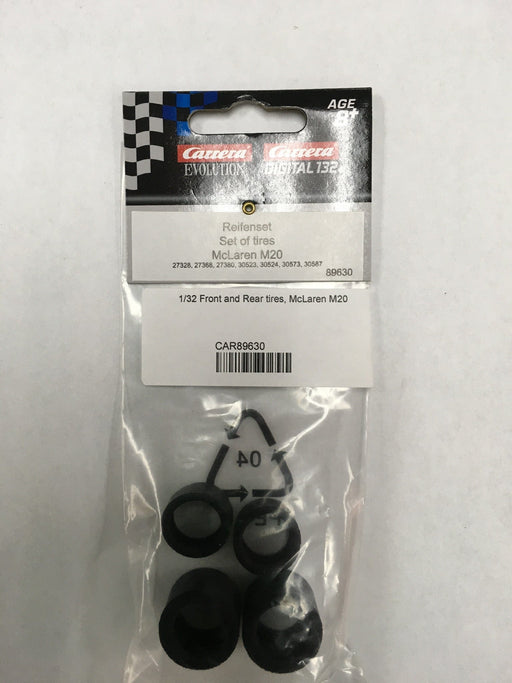 AGE
8+
Carrera Carrera
EVOLUTION DIGITAL 132
Reifenset
Set of tires
McLaren M20
27328, 27368, 27380, 30523, 30524, 30573, 30587
89630
1/32 Front and Rear tires, McLaren M20
CAR89630
04